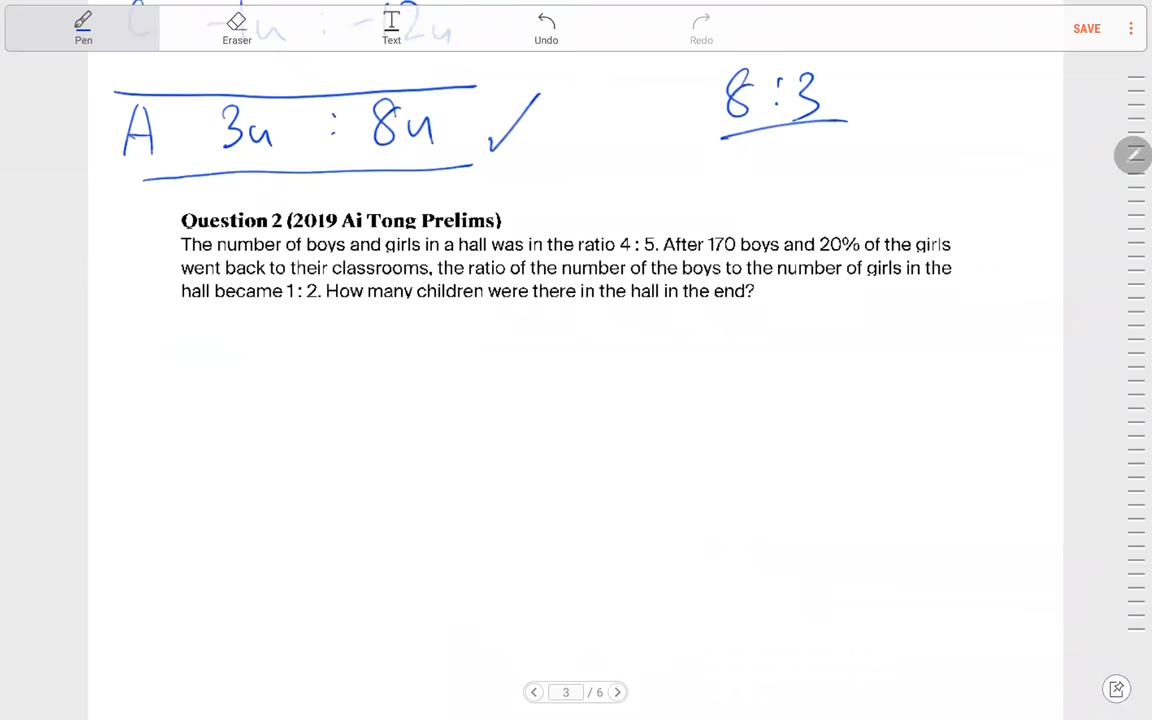 -4u : -12u
Pen
Eraser
Text
Undo
Redo
SAVE
8 : 3
A 3u : 8u ✓
Question 2 (2019 Ai Tong Prelims)
The number of boys and girls in a hall was in the ratio 4 : 5. After 170 boys and 20% of the girls
went back to their classrooms, the ratio of the number of the boys to the number of girls in the
hall became 1 : 2. How many children were there in the hall in the end?
3 / 6